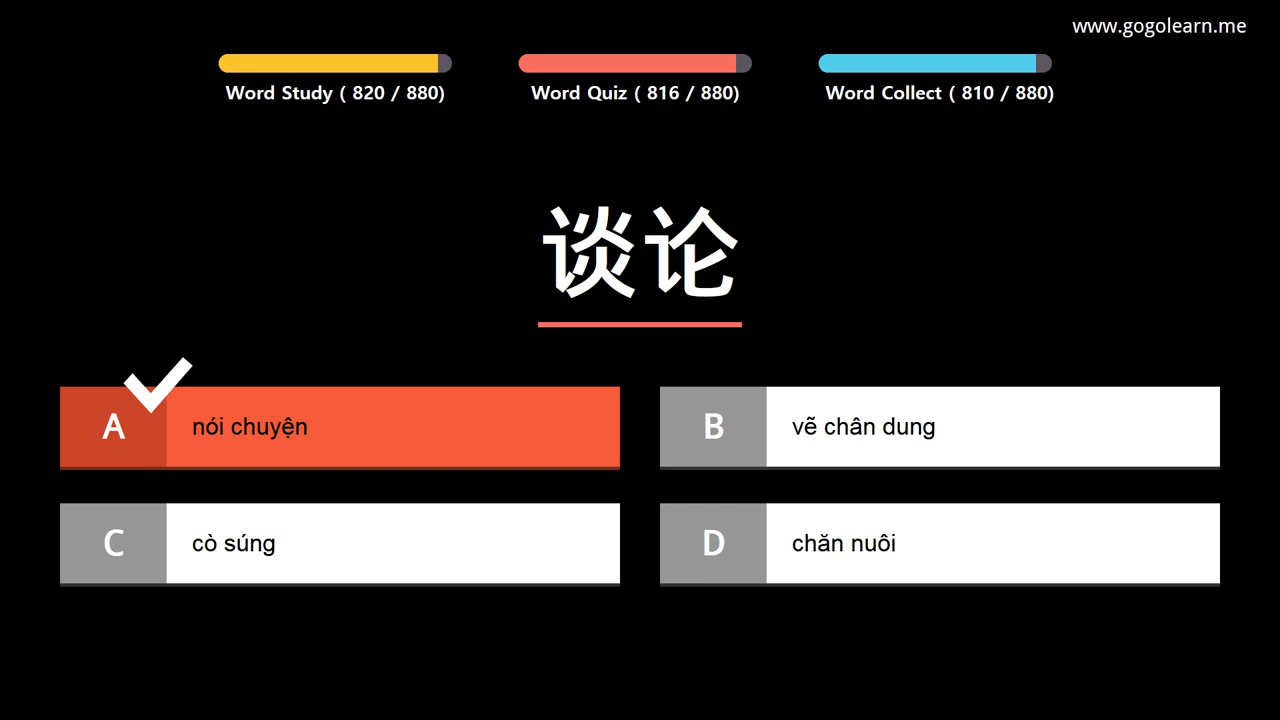 www.gogolearn.me
Word Study ( 820 / 880)
Word Quiz ( 816 / 880)
Word Collect ( 810 / 880)
谈论
A nói chuyện
B vẽ chân dung
C cò súng
D chăn nuôi